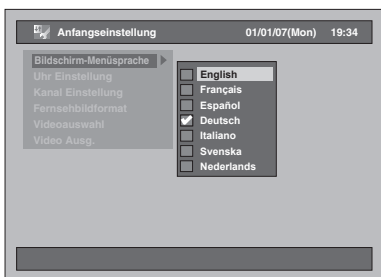 Anfangseinstellung 01/01/07(Mon) 19:34
Bildschirm-Menüsprache
Uhr Einstellung
Kanal Einstellung
Fernsehbildformat
Videoauswahl
Video Ausg.
English
Français
Español
Deutsch
Italiano
Svenska
Nederlands